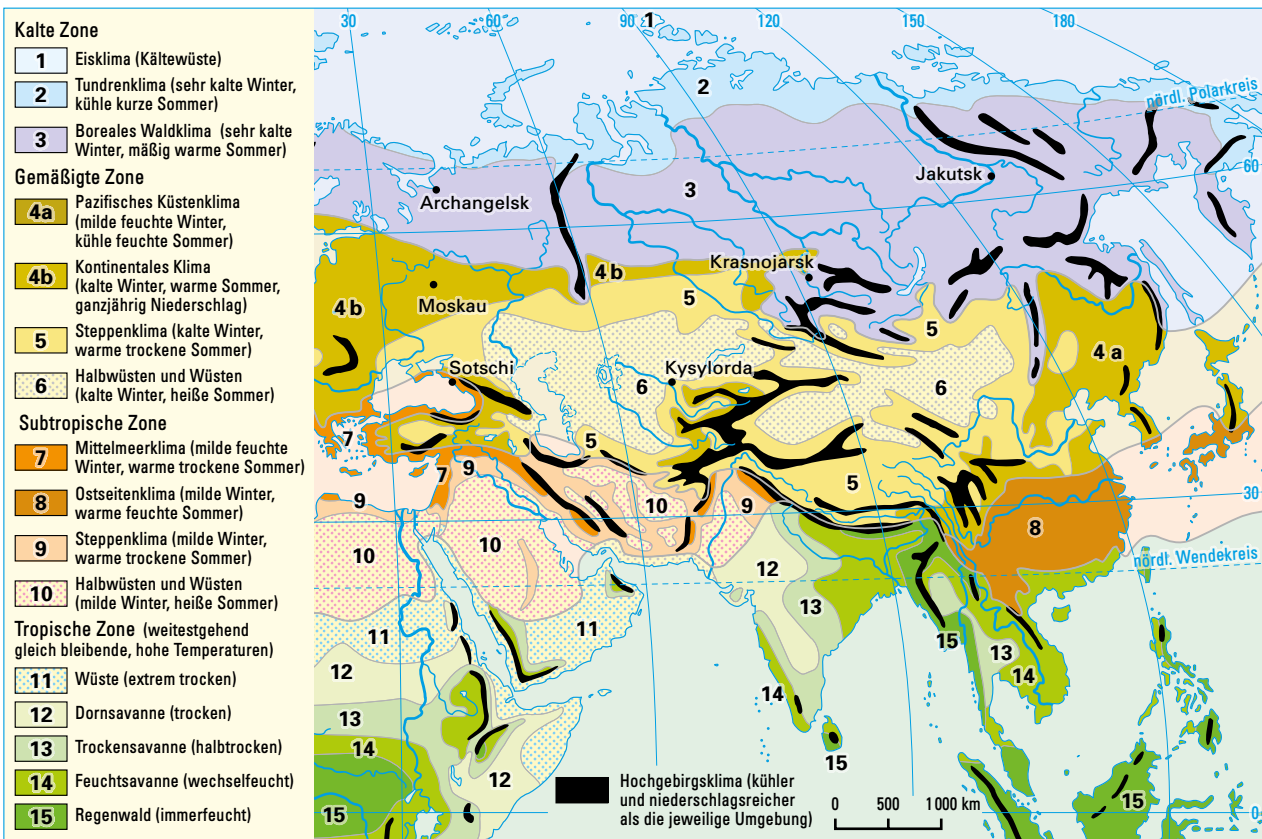 Kalte Zone
1 Eisklima (Kältewüste)
2 Tundrenklima (sehr kalte Winter,
kühle kurze Sommer)
3 Boreales Waldklima (sehr kalte
Winter, mäßig warme Sommer)
Gemäßigte Zone
4a Pazifisches Küstenklima
(milde feuchte Winter,
kühle feuchte Sommer)
4b Kontinentales Klima
(kalte Winter, warme Sommer,
ganzjährig Niederschlag)
5 Steppenklima (kalte Winter,
warme trockene Sommer)
6 Halbwüsten und Wüsten
(kalte Winter, heiße Sommer)
Subtropische Zone
7 Mittelmeerklima (milde feuchte
Winter, warme trockene Sommer)
8 Ostseitenklima (milde Winter,
warme feuchte Sommer)
9 Steppenklima (milde Winter,
warme trockene Sommer)
10 Halbwüsten und Wüsten
(milde Winter, heiße Sommer)
Tropische Zone (weitestgehend
gleich bleibende, hohe Temperaturen)
11 Wüste (extrem trocken)
12 Dornsavanne (trocken)
13 Trockensavanne (halbtrocken)
14 Feuchtsavanne (wechselfeucht)
15 Regenwald (immerfeucht)
30 60 90 1 120 150 180
2
nördl. Polarkreis
60
3
Jakutsk
Archangelsk
Krasnojarsk
4b
4b
Moskau
5
5
4a
Sotschi
Kysylorda
6
6
7
5
7
9
9
10
9
5
30
8
10
10
nördl. Wendekreis
12
13
11
11
15
13
12
14
14
13
14
15
12
15
15
15
0
Hochgebirgsklima (kühler
und niederschlagsreicher
als die jeweilige Umgebung)
0 500 1000 km